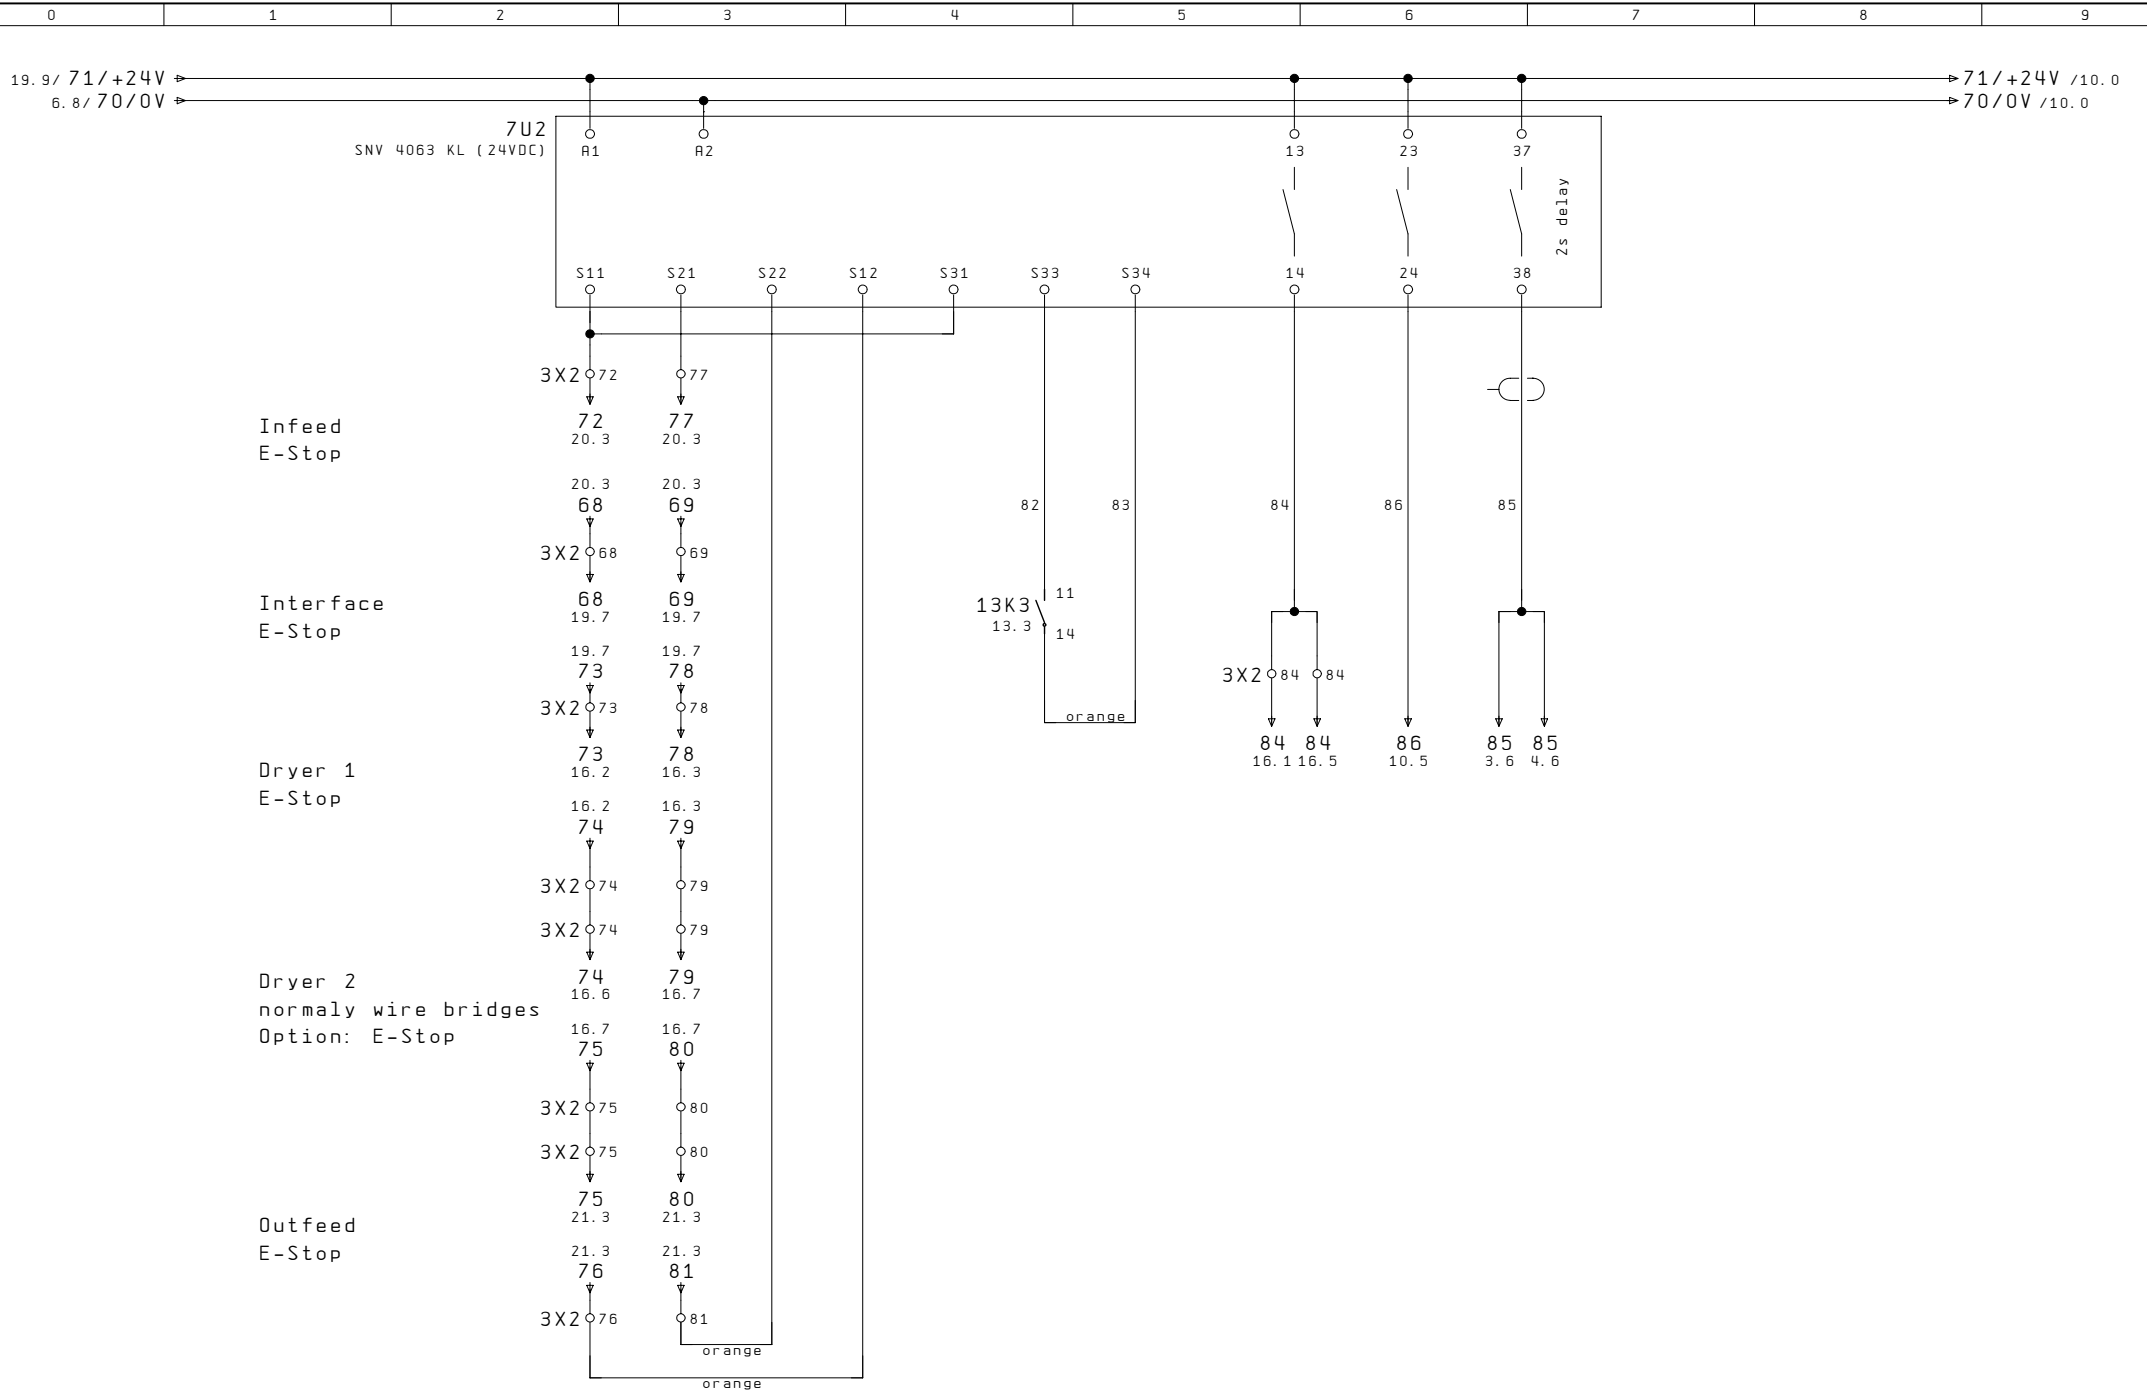 0 1 2 3 4 5 6 7 8 9
19.9/ 71/+24V 71/+24V /10.0
6.8/ 70/0V 70/0V /10.0
7U2
SNV 4063 KL (24VDC) A1 A2 13 23 37
2s delay
S11 S21 S22 S12 S31 S33 S34 14 24 38
3X2 72 77
72 77
20.3 20.3
Infeed
E-Stop
20.3 20.3
68 69 82 83 84 86 85
3X2 68 69
Interface
E-Stop
68 69
19.7 19.7
13K3 11
13.3 14
19.7 19.7
73 78
3X2 84 84
3X2 73 78
orange
73 78
16.2 16.3
84 84 86 85 85
16.1 16.5 10.5 3.6 4.6
Dryer 1
E-Stop
16.2 16.3
74 79
3X2 74 79
3X2 74 79
74 79
16.6 16.7
Dryer 2
normaly wire bridges
Option: E-Stop
16.7 16.7
75 80
3X2 75 80
3X2 75 80
75 80
21.3 21.3
Outfeed
E-Stop
21.3 21.3
76 81
3X2 76 81
orange
orange